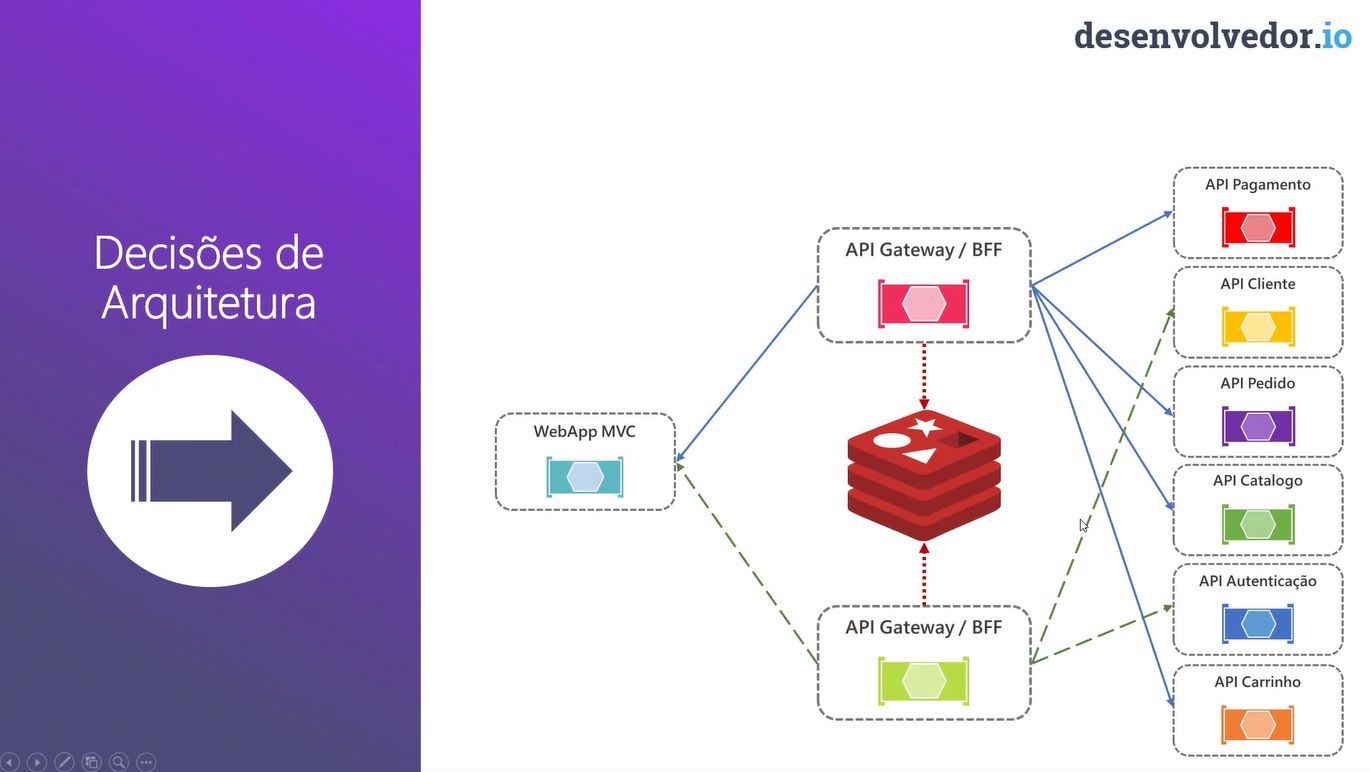 desenvolvedor.io
Decisões de
Arquitetura
WebApp MVC
API Gateway / BFF
API Gateway / BFF
API Pagamento
API Cliente
API Pedido
API Catalogo
API Autenticação
API Carrinho